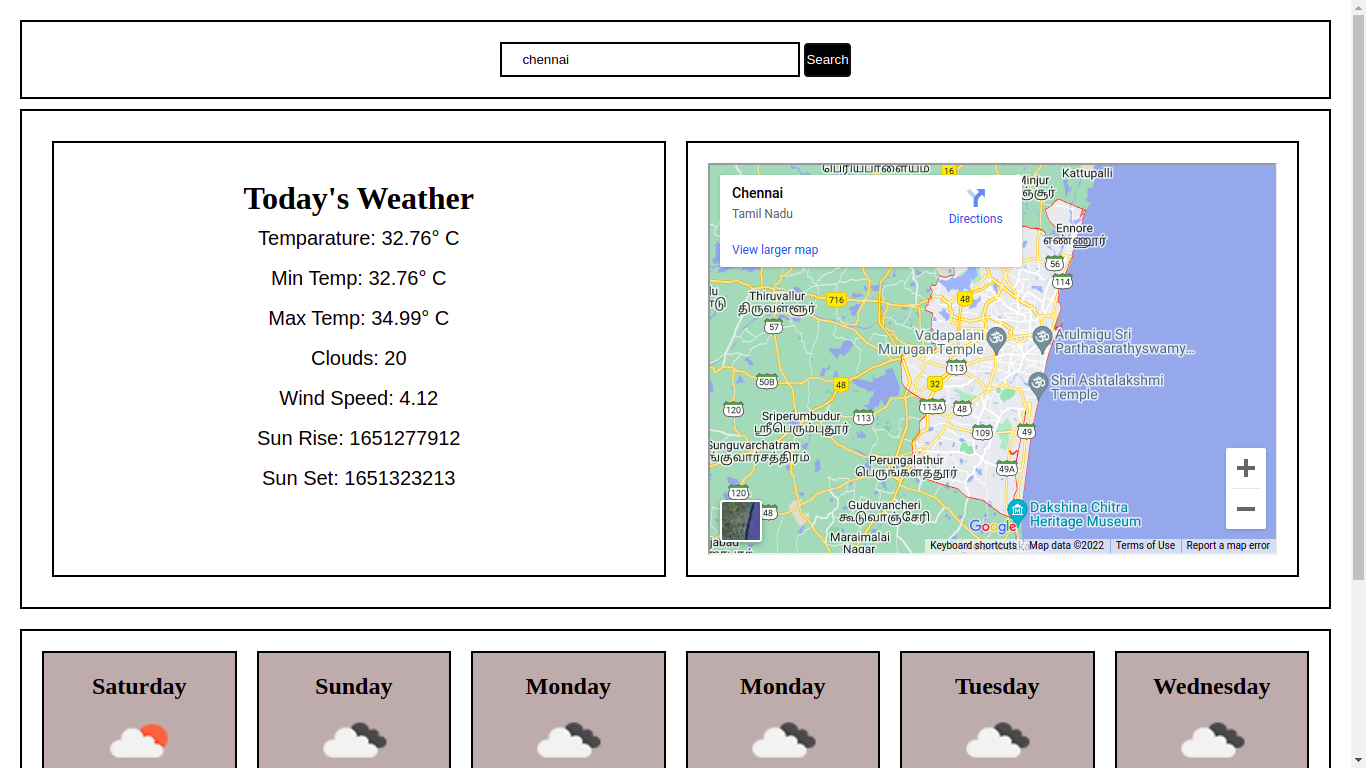 chennai
Search
Today's Weather
Temparature: 32.76° C
Min Temp: 32.76° C
Max Temp: 34.99° C
Clouds: 20
Wind Speed: 4.12
Sun Rise: 1651277912
Sun Set: 1651323213
பெரியபாளையம்
16
Chennai
Tamil Nadu
Directions
View larger map
Minjur
Kattupalli
Ennore
எண்ணூர்
56
114
Thiruvallur
திருவள்ளூர்
716
48
57
Vadapalani
Murugan Temple
Arulmigu Sri
Parthasarathyswamy...
113
50B
48
32
Shri Ashtalakshmi
Temple
120
113
113A
48
Sriperumbudur
ஸ்ரீபெரும்புதூர்
109
49
Sunguvarchatram
Perungalathur
பெருங்களத்தூர்
49A
120
48
Guduvancheri
கூடுவாஞ்சேரி
Dakshina Chitra
Heritage Museum
Google
Maraimalai
Nagar
Keyboard shortcuts
Map data ©2022
Terms of Use
Report a map error
Saturday
Sunday
Monday
Monday
Tuesday
Wednesday